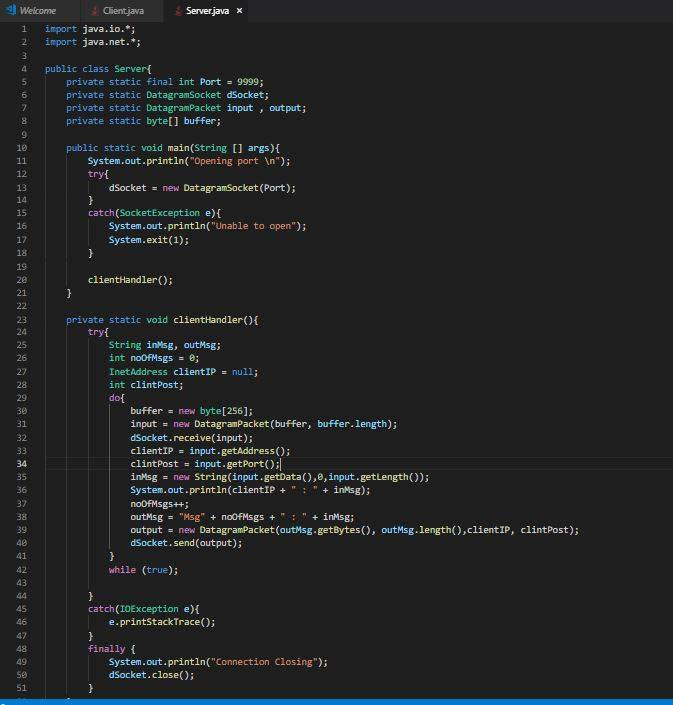 Welcome Client.java Server.java ×
1 import java.io.*;
2 import java.net.*;
3
4 public class Server{
5 private static final int Port = 9999;
6 private static DatagramSocket dSocket;
7 private static DatagramPacket input , output;
8 private static byte[] buffer;
9
10 public static void main(String [] args){
11 System.out.println("Opening port \n");
12 try{
13 dSocket = new DatagramSocket(Port);
14 }
15 catch(SocketException e){
16 System.out.println("Unable to open");
17 System.exit(1);
18 }
19
20 clientHandler();
21 }
22
23 private static void clientHandler(){
24 try{
25 String inMsg, outMsg;
26 int noOfMsgs = 0;
27 InetAddress clientIP = null;
28 int clintPost;
29 do{
30 buffer = new byte[256];
31 input = new DatagramPacket(buffer, buffer.length);
32 dSocket.receive(input);
33 clientIP = input.getAddress();
34 clintPost = input.getPort();
35 inMsg = new String(input.getData(),0,input.getLength());
36 System.out.println(clientIP + " : " + inMsg);
37 noOfMsgs++;
38 outMsg = "Msg" + noOfMsgs + " : " + inMsg;
39 output = new DatagramPacket(outMsg.getBytes(), outMsg.length(),clientIP, clintPost);
40 dSocket.send(output);
41 }
42 while (true);
43
44 }
45 catch(IOException e){
46 e.printStackTrace();
47 }
48 finally {
49 System.out.println("Connection Closing");
50 dSocket.close();
51 }